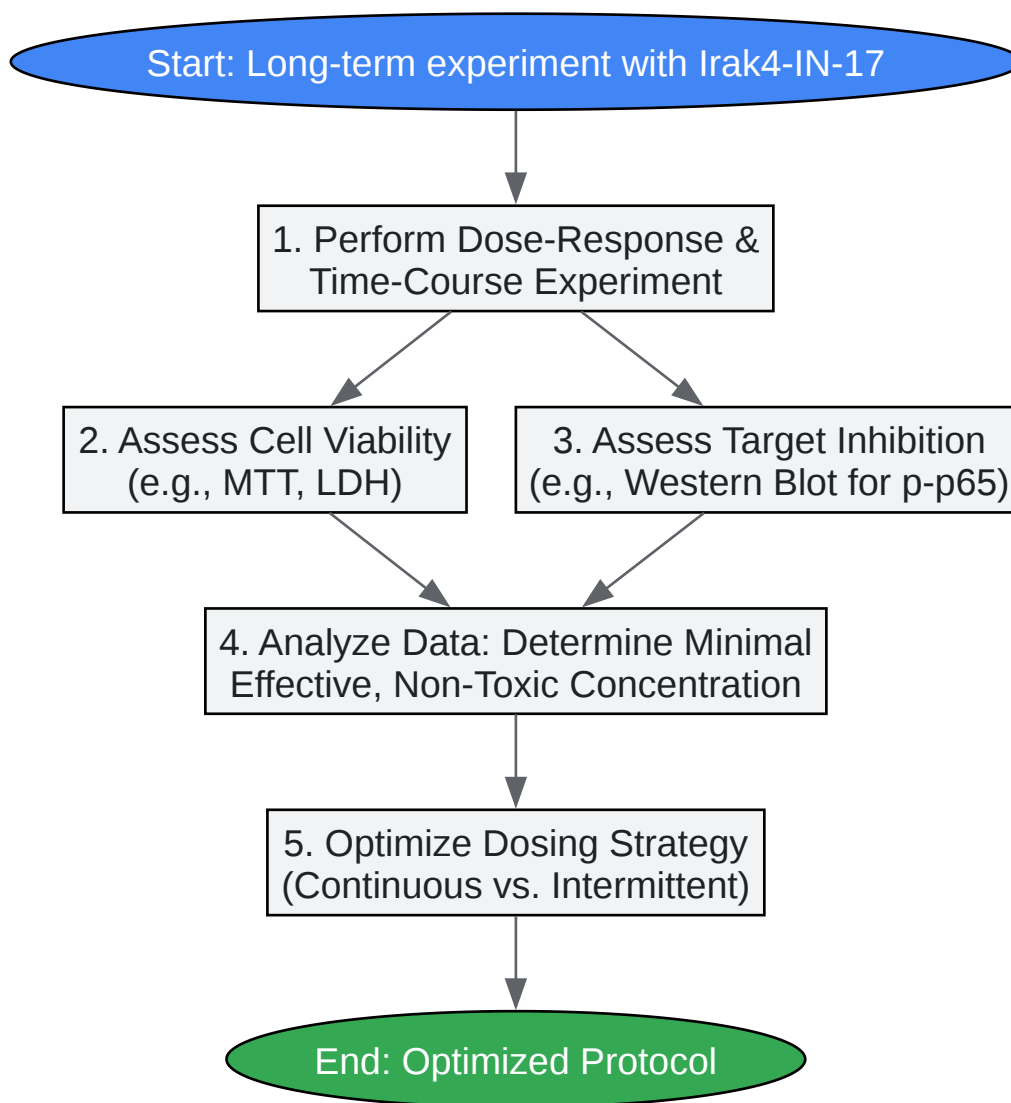 Start: Long-term experiment with Irak4-IN-17
1. Perform Dose-Response &
Time-Course Experiment
2. Assess Cell Viability
(e.g., MTT, LDH)
3. Assess Target Inhibition
(e.g., Western Blot for p-p65)
4. Analyze Data: Determine Minimal
Effective, Non-Toxic Concentration
5. Optimize Dosing Strategy
(Continuous vs. Intermittent)
End: Optimized Protocol